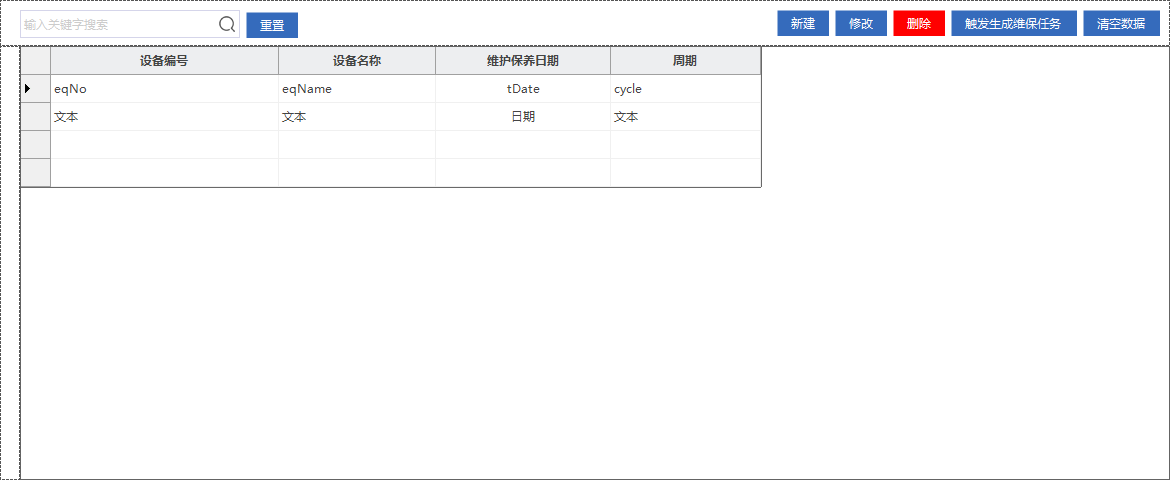 输入关键字搜索 重置 新建 修改 删除 触发生成维保任务 清空数据
设备编号 设备名称 维护保养日期 周期
eqNo eqName tDate cycle
文本 文本 日期 文本